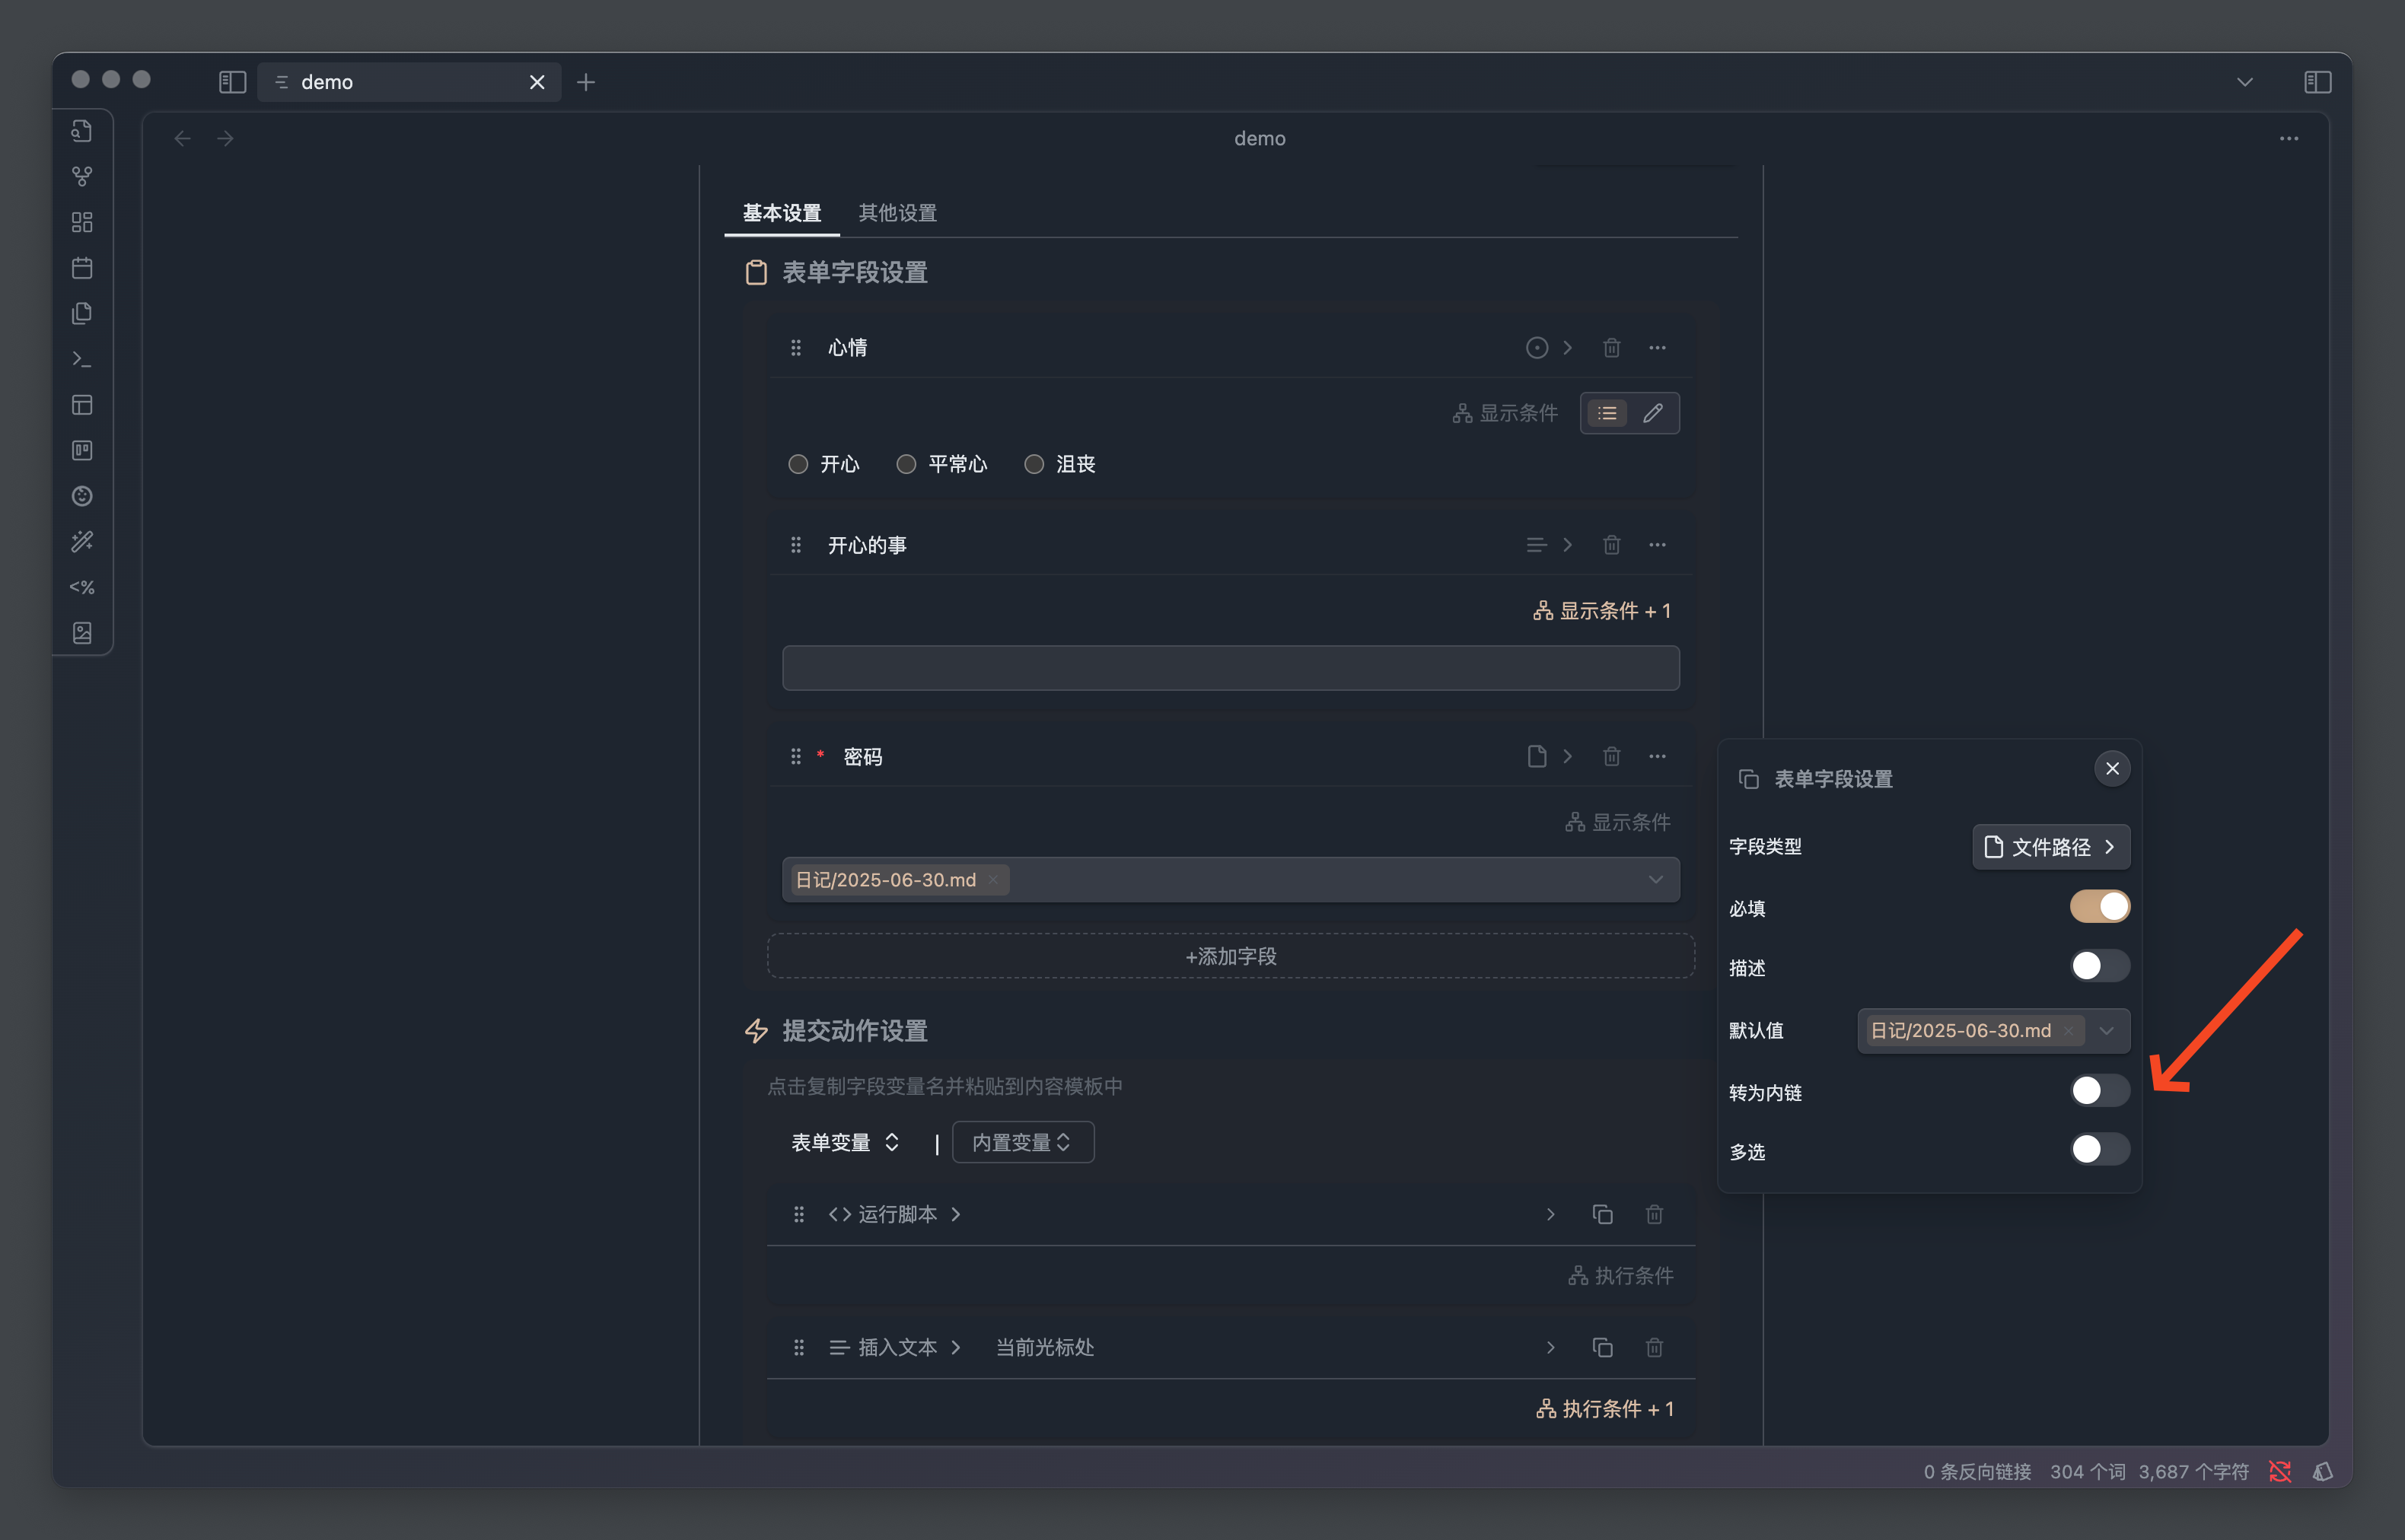 demo
demo
基本设置 其他设置
表单字段设置
心情
显示条件
开心 平常心 沮丧
开心的事
显示条件 + 1
* 密码
显示条件
日记/2025-06-30.md
+添加字段
提交动作设置
点击复制字段变量名并粘贴到内容模板中
表单变量 | 内置变量
运行脚本
执行条件
插入文本 当前光标处
执行条件 + 1
表单字段设置
字段类型 文件路径
必填
描述
默认值 日记/2025-06-30.md
转为内链
多选
<%
0 条反向链接 304 个词 3,687 个字符